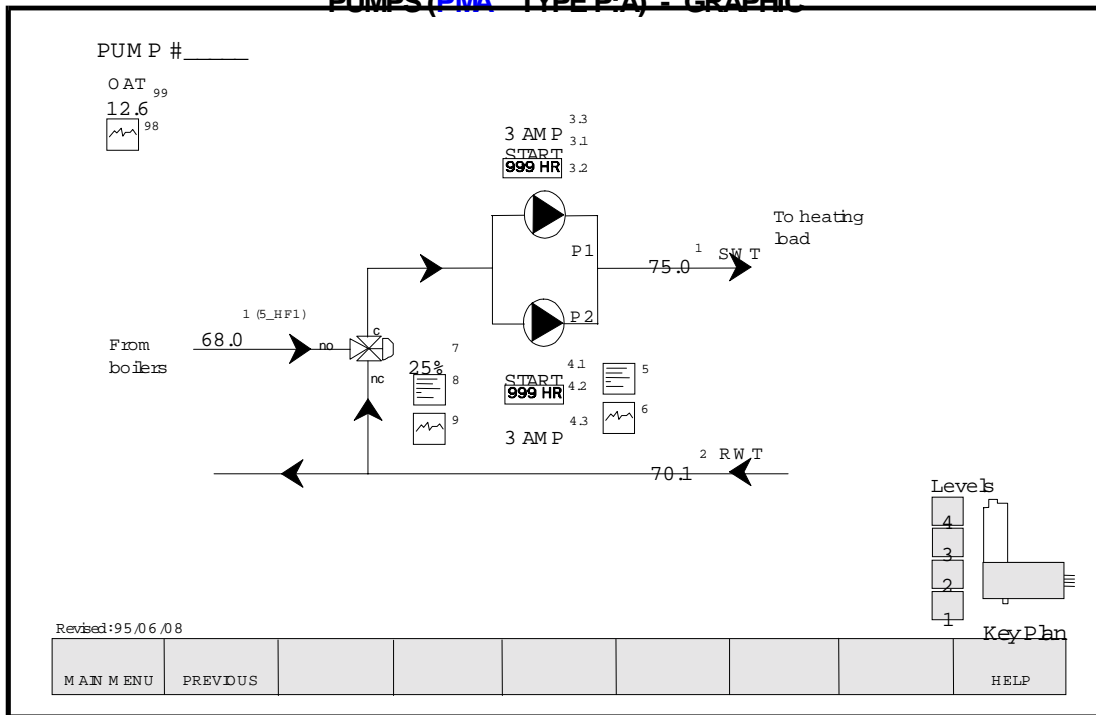 PUMPS (PMA TYPE P:A) - GRAPHIC
PUMP #_____
OAT 99
12.6
98
3.3
3 AMP 3.1
START
999 HR 3.2
P1
To heating
load
75.0 1 SWT
P2
1 (5_HF1)
From
boilers
68.0
no
c
nc
7
25%
8
9
4.1
START
999 HR 4.2
4.3
3 AMP
5
6
70.1 2 RWT
Levels
4
3
2
1
Key Plan
Revised:95/06/08
MAIN MENU
PREVIOUS
HELP